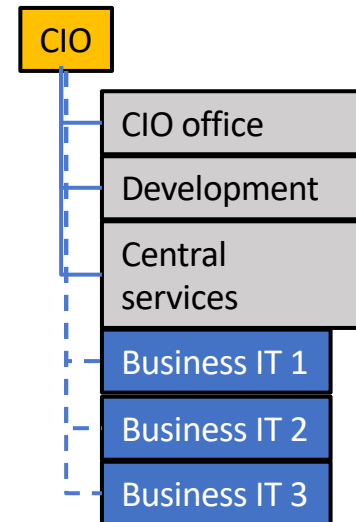 CIO
CIO office
Development
Central
services
Business IT 1
Business IT 2
Business IT 3